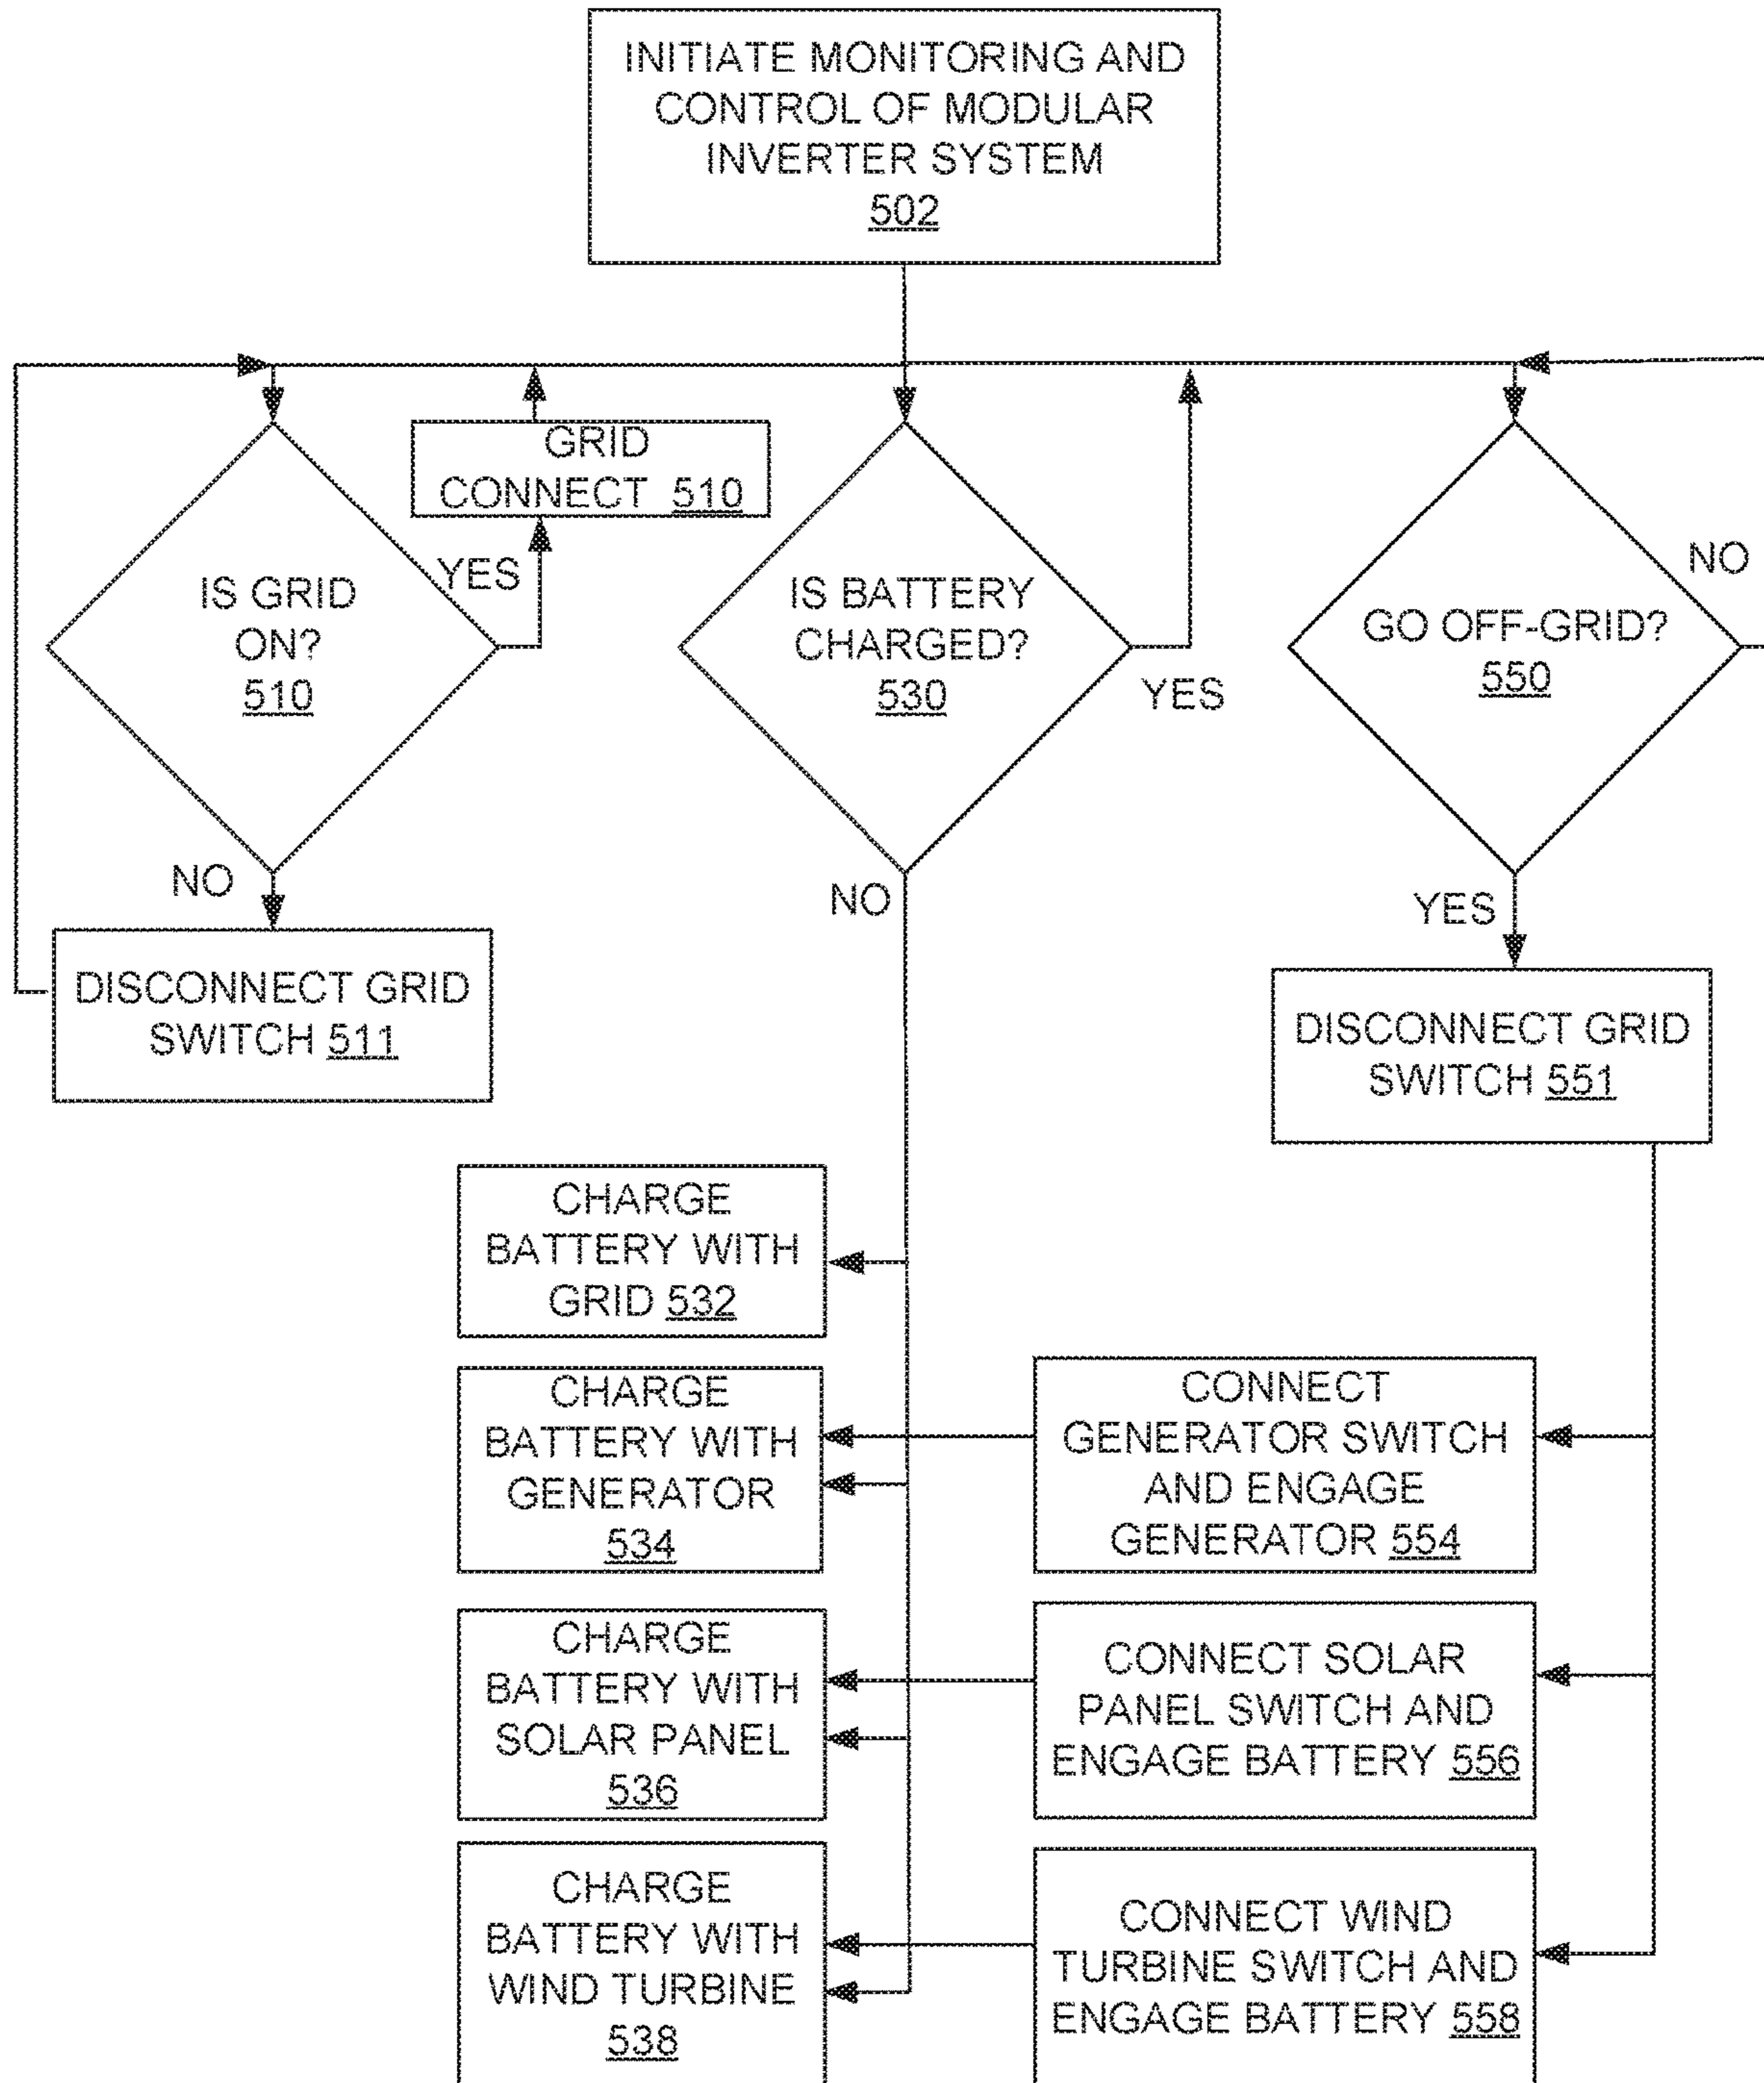 INITIATE MONITORING AND
CONTROL OF MODULAR
INVERTER SYSTEM
502
GRID
CONNECT 510
IS GRID
ON?
510
YES
NO
IS BATTERY
CHARGED?
530
YES
NO
GO OFF-GRID?
550
NO
YES
DISCONNECT GRID
SWITCH 511
DISCONNECT GRID
SWITCH 551
CHARGE
BATTERY WITH
GRID 532
CHARGE
BATTERY WITH
GENERATOR
534
CONNECT
GENERATOR SWITCH
AND ENGAGE
GENERATOR 554
CHARGE
BATTERY WITH
SOLAR PANEL
536
CONNECT SOLAR
PANEL SWITCH AND
ENGAGE BATTERY 556
CHARGE
BATTERY WITH
WIND TURBINE
538
CONNECT WIND
TURBINE SWITCH AND
ENGAGE BATTERY 558